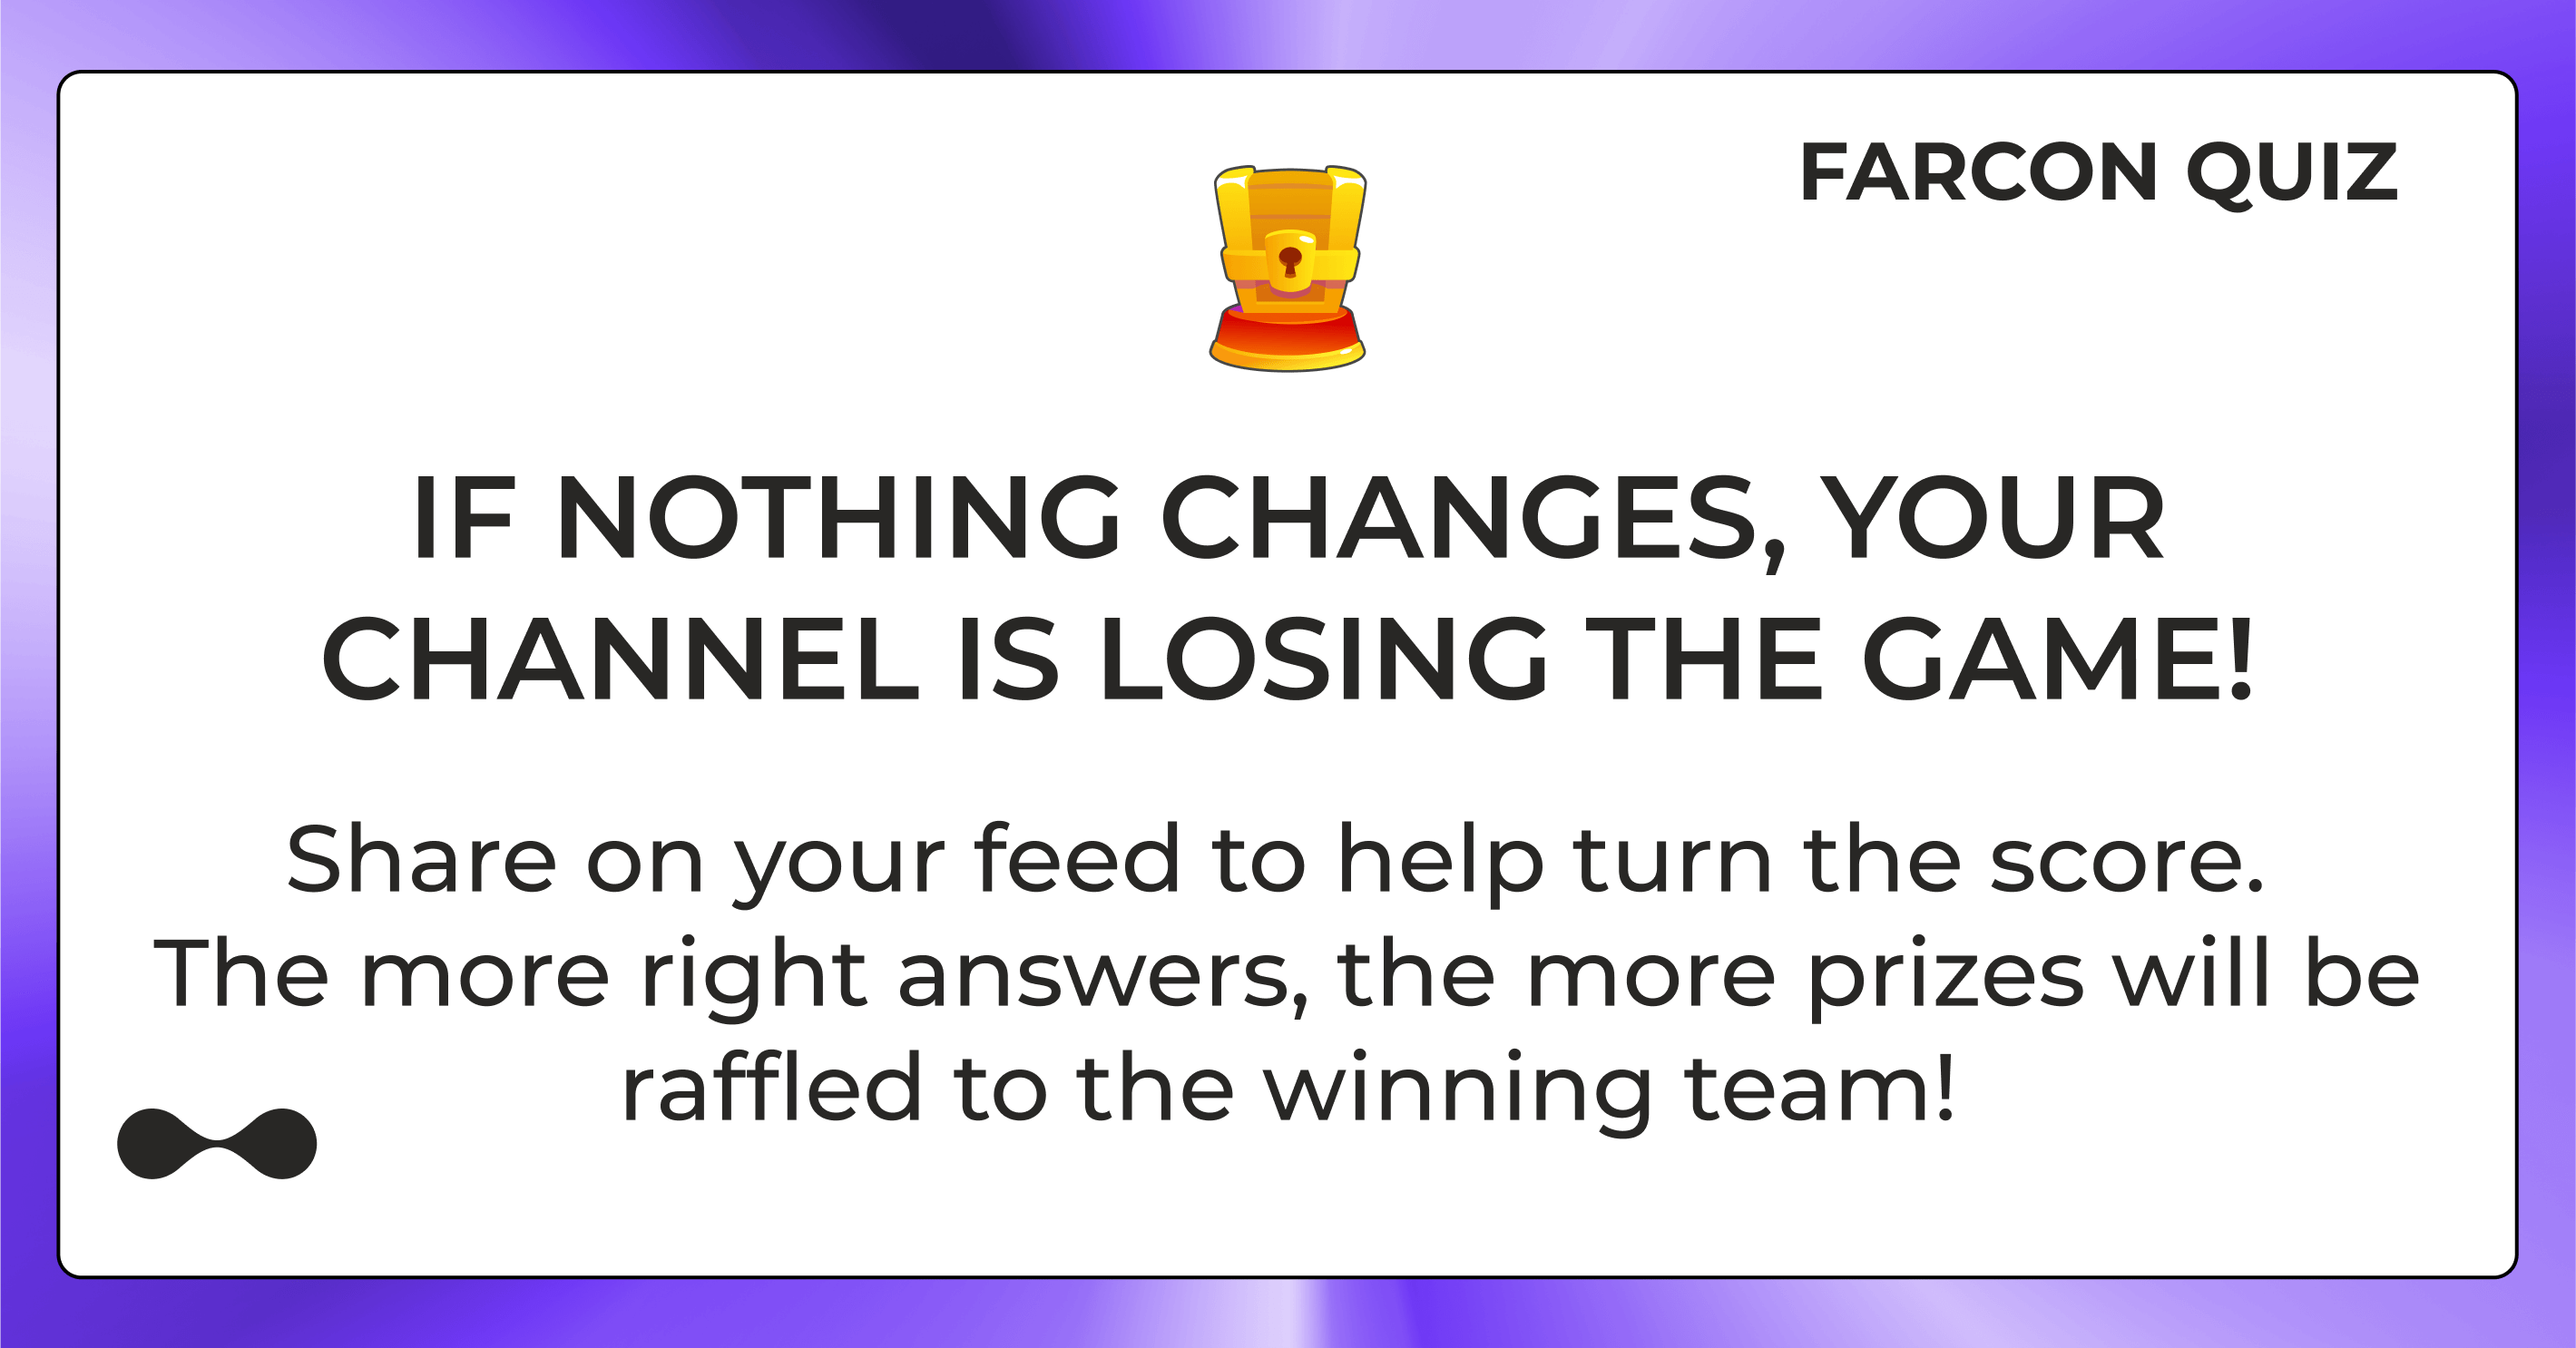 FARCON QUIZ
IF NOTHING CHANGES, YOUR
CHANNEL IS LOSING THE GAME!
Share on your feed to help turn the score.
The more right answers, the more prizes will be
raffled to the winning team!